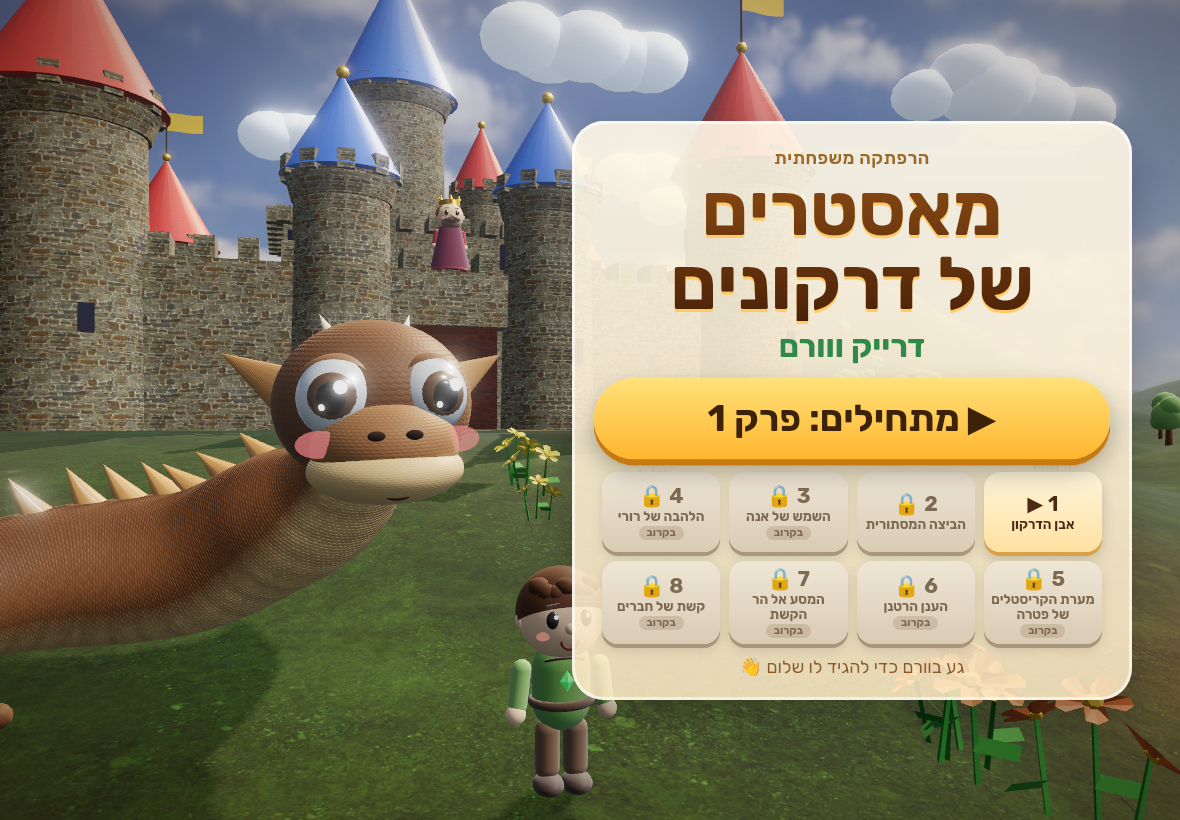 הרפתקה משפחתית
מאסטרים
של דרקונים
דרייק ווורם
▶ מתחילים: פרק 1
1 ▶
אבן הדרקון
2 🔒
הביצה המסתורית
3 🔒
השמש של אנה
בקרוב
4 🔒
הלהבה של רורי
בקרוב
5 🔒
מערת הקריסטלים
של פטרה
בקרוב
6 🔒
הענן הרטגן
בקרוב
7 🔒
המסע אל הר
הקשת
בקרוב
8 🔒
קשת של חברים
בקרוב
גע בוורם כדי להגיד לו שלום 👋